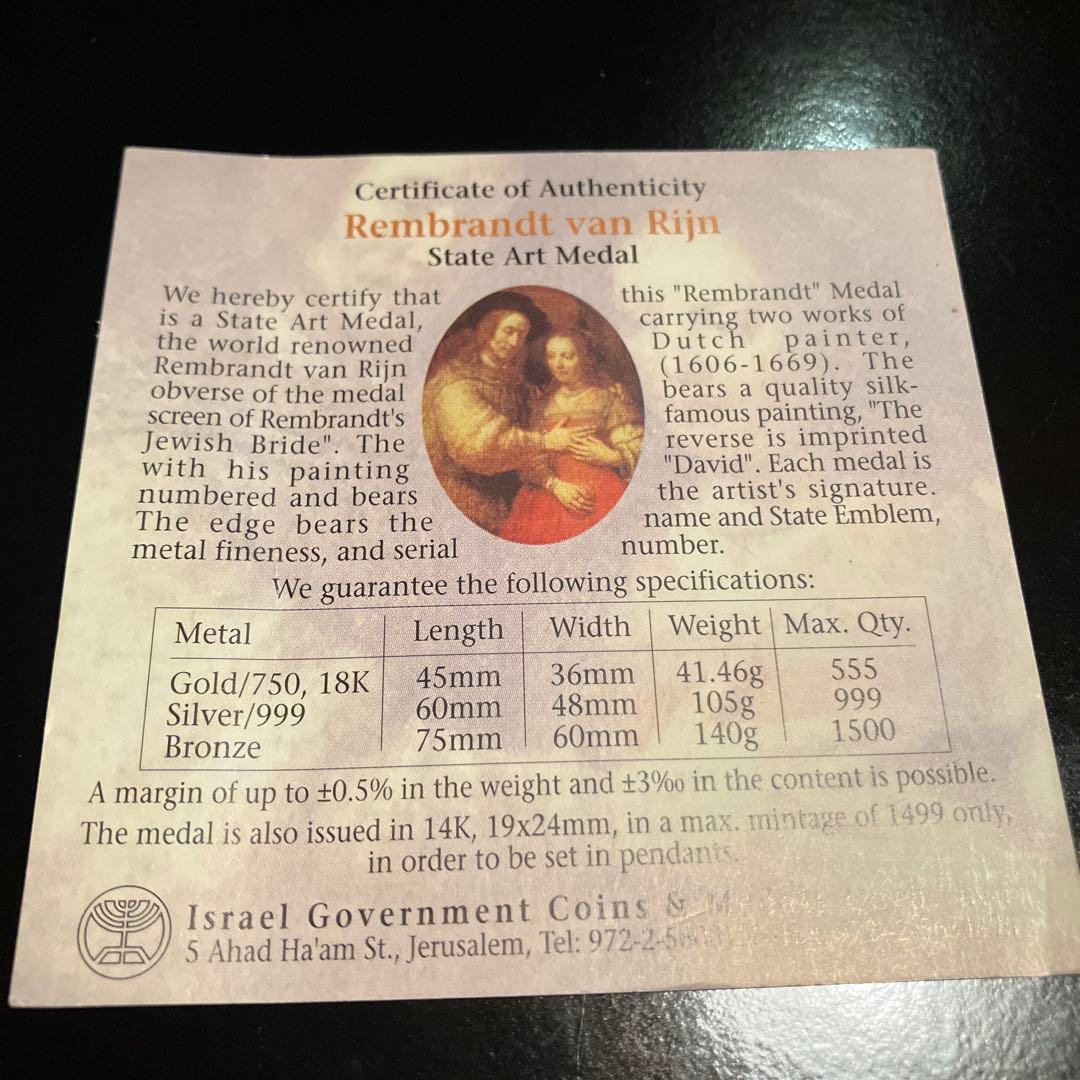 Certificate of Authenticity
Rembrandt van Rijn
State Art Medal
We hereby certify that this "Rembrandt" Medal
is a State Art Medal, carrying two works of
the world renowned Dutch painter,
Rembrandt van Rijn (1606-1669). The
obverse of the medal bears a quality silk-
screen of Rembrandt's famous painting, "The
Jewish Bride". The reverse is imprinted
with his painting "David". Each medal is
numbered and bears the artist's signature.
The edge bears the name and State Emblem,
metal fineness, and serial number.
We guarantee the following specifications:
Metal Length Width Weight Max. Qty.
Gold/750, 18K 45mm 36mm 41.46g 555
Silver/999 60mm 48mm 105g 999
Bronze 75mm 60mm 140g 1500
A margin of up to ±0.5% in the weight and ±3‰ in the content is possible.
The medal is also issued in 14K, 19x24mm, in a max. mintage of 1499 only,
in order to be set in pendants.
Israel Government Coins &
5 Ahad Ha'am St., Jerusalem, Tel: